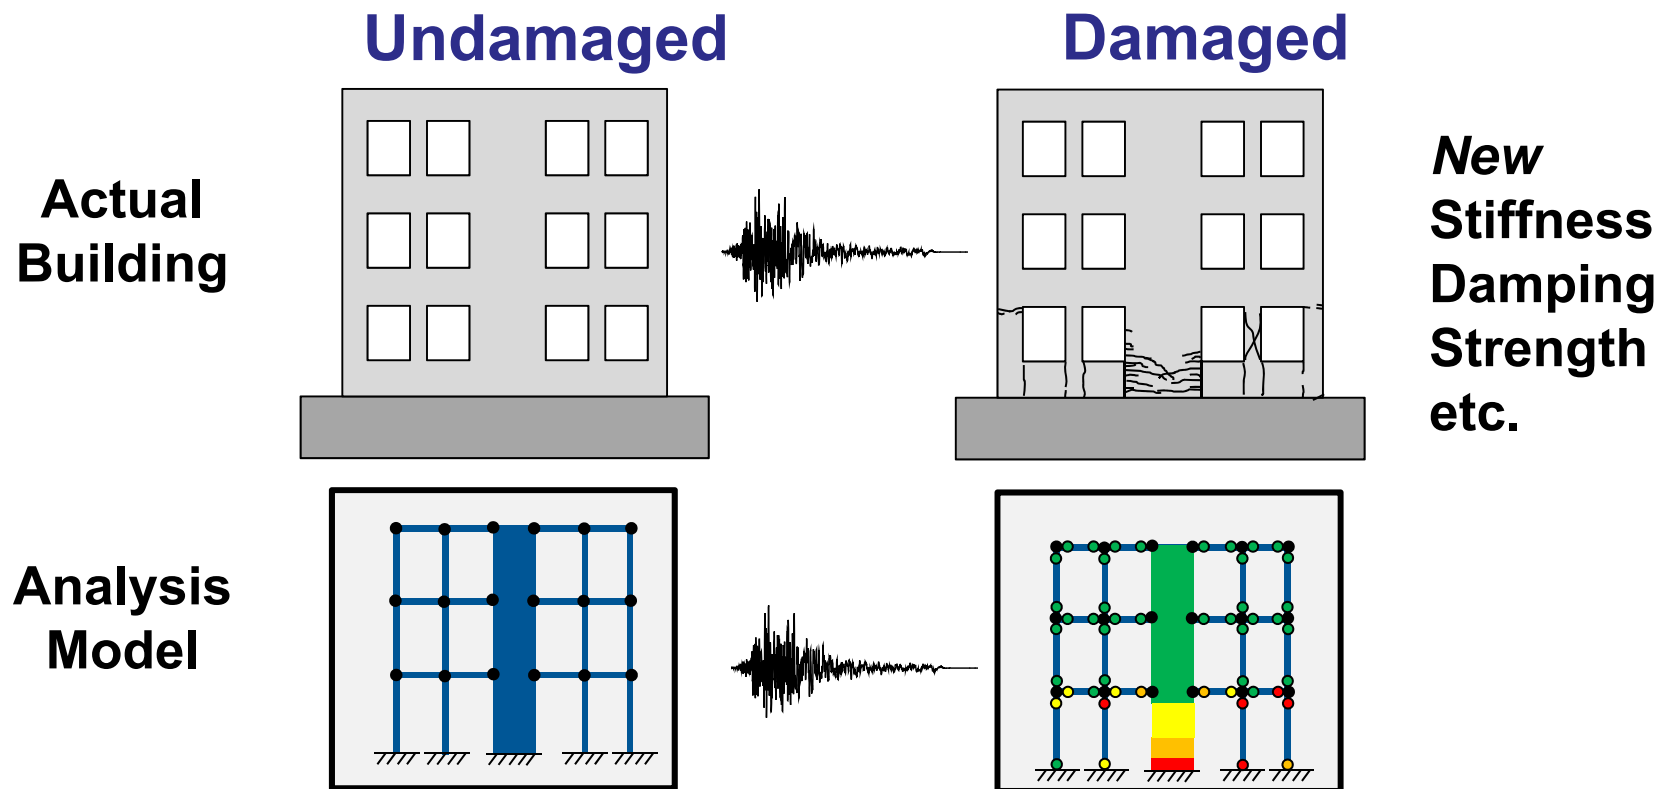 Undamaged
Damaged
Actual
Building
New
Stiffness
Damping
Strength
etc.
Analysis
Model